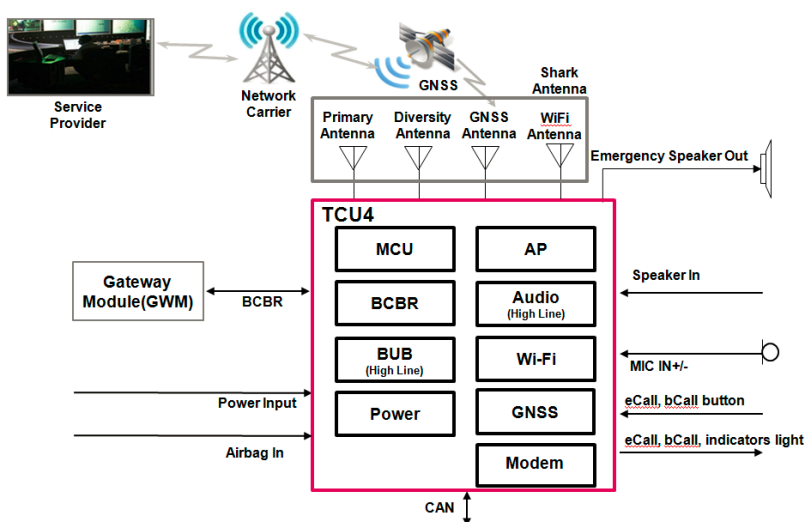 Service
Provider
Network
Carrier
GNSS
Shark
Antenna
Primary
Antenna
Diversity
Antenna
GNSS
Antenna
WiFi
Antenna
Emergency Speaker Out
TCU4
MCU
AP
Gateway
Module(GWM)
BCBR
BCBR
Audio
(High Line)
Speaker In
BUB
(High Line)
Wi-Fi
MIC IN+/-
Power Input
Power
GNSS
eCall, bCall button
Airbag In
Modem
eCall, bCall, indicators light
CAN